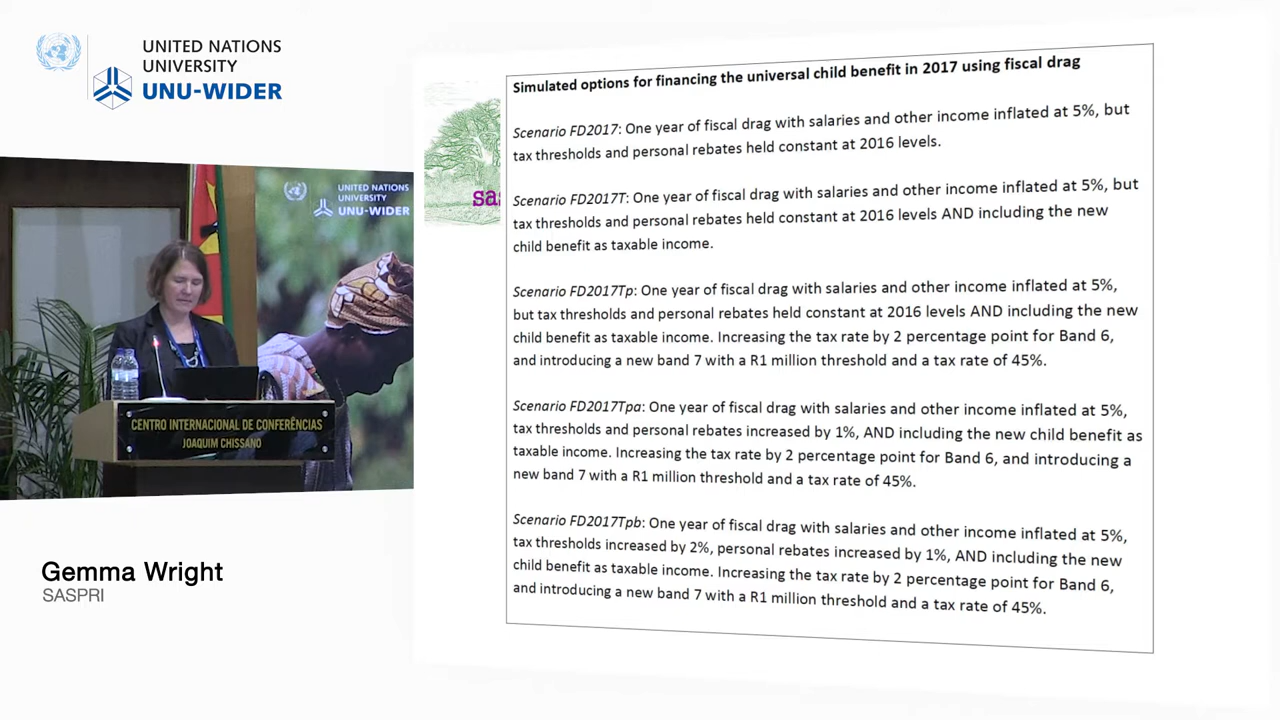 UNITED NATIONS
UNIVERSITY
UNU-WIDER
UNITED NATIONS
UNIVERSITY
UNU-WIDER
CENTRO INTERNACIONAL DE CONFERÊNCIAS
JOAQUIM CHISSANO
Gemma Wright
SASPRI
Simulated options for financing the universal child benefit in 2017 using fiscal drag
Scenario FD2017: One year of fiscal drag with salaries and other income inflated at 5%, but
tax thresholds and personal rebates held constant at 2016 levels.
Scenario FD2017T: One year of fiscal drag with salaries and other income inflated at 5%, but
tax thresholds and personal rebates held constant at 2016 levels AND including the new
child benefit as taxable income.
Scenario FD2017Tp: One year of fiscal drag with salaries and other income inflated at 5%,
but tax thresholds and personal rebates held constant at 2016 levels AND including the new
child benefit as taxable income. Increasing the tax rate by 2 percentage point for Band 6,
and introducing a new band 7 with a R1 million threshold and a tax rate of 45%.
Scenario FD2017Tpa: One year of fiscal drag with salaries and other income inflated at 5%,
tax thresholds and personal rebates increased by 1%, AND including the new child benefit as
taxable income. Increasing the tax rate by 2 percentage point for Band 6, and introducing a
new band 7 with a R1 million threshold and a tax rate of 45%.
Scenario FD2017Tpb: One year of fiscal drag with salaries and other income inflated at 5%,
tax thresholds increased by 2%, personal rebates increased by 1%, AND including the new
child benefit as taxable income. Increasing the tax rate by 2 percentage point for Band 6,
and introducing a new band 7 with a R1 million threshold and a tax rate of 45%.